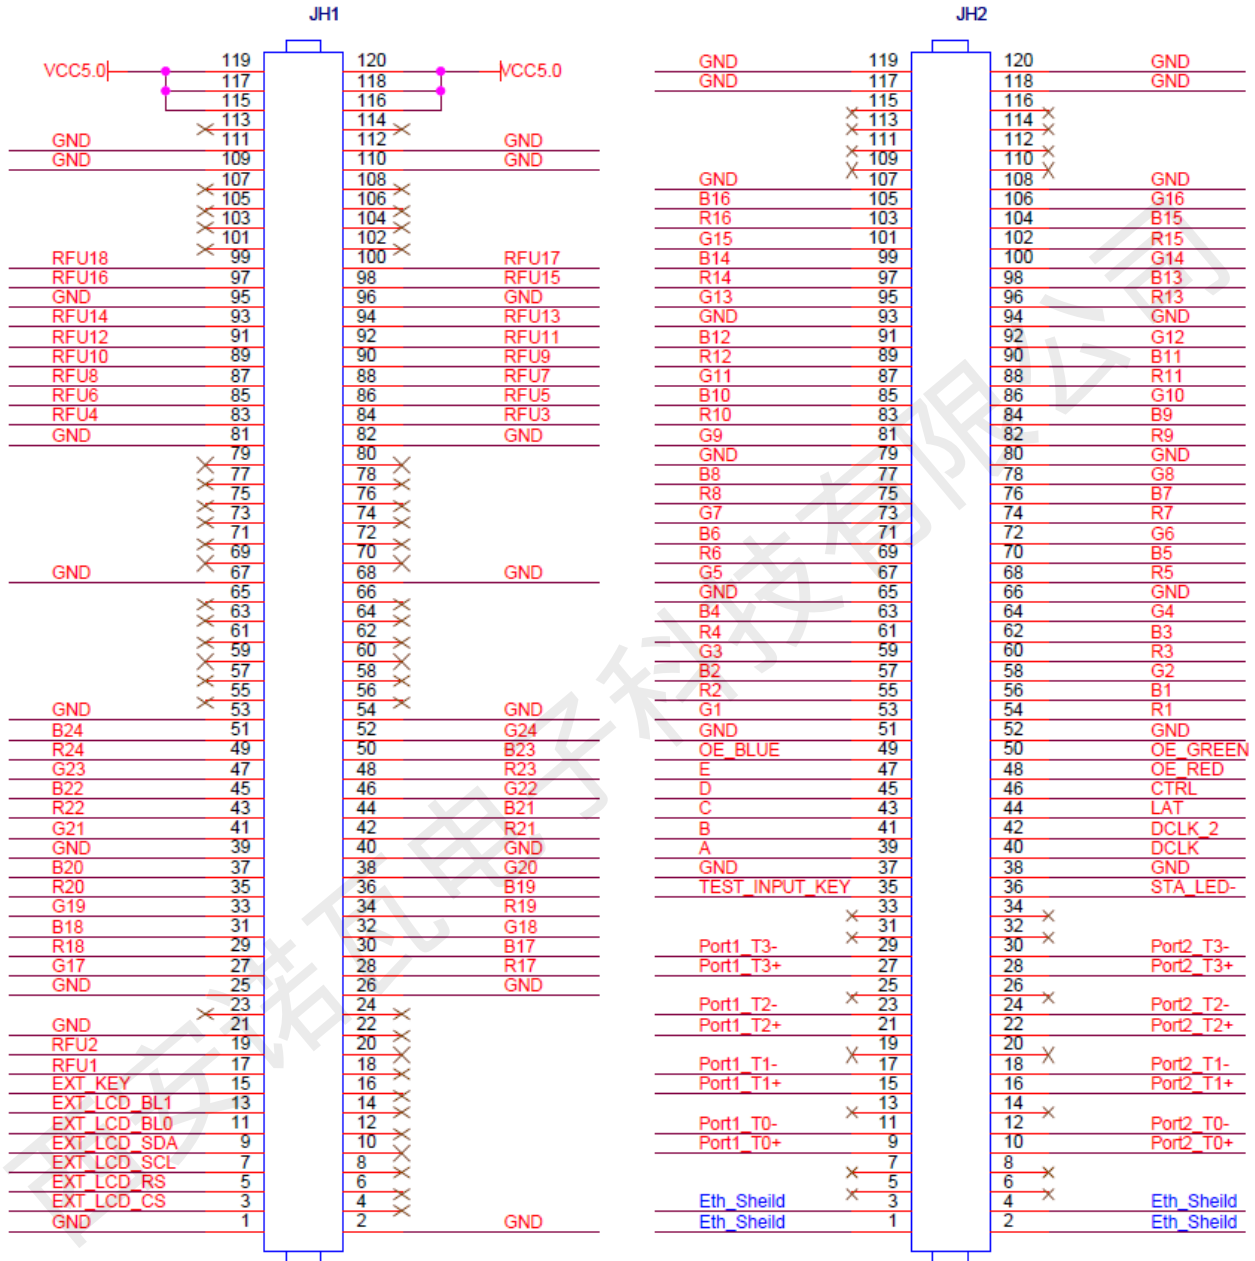 JH1
VCC5.0 119 120 VCC5.0
117 118
115 116
113 114
GND 111 112 GND
GND 109 110 GND
107 108
105 106
103 104
101 102
RFU18 99 100 RFU17
RFU16 97 98 RFU15
GND 95 96 GND
RFU14 93 94 RFU13
RFU12 91 92 RFU11
RFU10 89 90 RFU9
RFU8 87 88 RFU7
RFU6 85 86 RFU5
RFU4 83 84 RFU3
GND 81 82 GND
79 80
77 78
75 76
73 74
71 72
69 70
GND 67 68 GND
65 66
63 64
61 62
59 60
57 58
55 56
GND 53 54 GND
B24 51 52 G24
R24 49 50 B23
G23 47 48 R23
B22 45 46 G22
R22 43 44 B21
G21 41 42 R21
GND 39 40 GND
B20 37 38 G20
R20 35 36 B19
G19 33 34 R19
B18 31 32 G18
R18 29 30 B17
G17 27 28 R17
GND 25 26 GND
23 24
GND 21 22
RFU2 19 20
RFU1 17 18
EXT_KEY 15 16
EXT_LCD_BL1 13 14
EXT_LCD_BL0 11 12
EXT_LCD_SDA 9 10
EXT_LCD_SCL 7 8
EXT_LCD_RS 5 6
EXT_LCD_CS 3 4
GND 1 2 GND
JH2
GND 119 120 GND
GND 117 118 GND
115 116
113 114
111 112
109 110
GND 107 108 GND
B16 105 106 G16
R16 103 104 B15
G15 101 102 R15
B14 99 100 G14
R14 97 98 B13
G13 95 96 R13
GND 93 94 GND
B12 91 92 G12
R12 89 90 B11
G11 87 88 R11
B10 85 86 G10
R10 83 84 B9
G9 81 82 R9
GND 79 80 GND
B8 77 78 G8
R8 75 76 B7
G7 73 74 R7
B6 71 72 G6
R6 69 70 B5
G5 67 68 R5
GND 65 66 GND
B4 63 64 G4
R4 61 62 B3
G3 59 60 R3
B2 57 58 G2
R2 55 56 B1
G1 53 54 R1
GND 51 52 GND
OE_BLUE 49 50 OE_GREEN
E 47 48 OE_RED
D 45 46 CTRL
C 43 44 LAT
B 41 42 DCLK_2
A 39 40 DCLK
GND 37 38 GND
TEST_INPUT_KEY 35 36 STA_LED-
33 34
31 32
Port1_T3- 29 30 Port2_T3-
Port1_T3+ 27 28 Port2_T3+
25 26
Port1_T2- 23 24 Port2_T2-
Port1_T2+ 21 22 Port2_T2+
19 20
Port1_T1- 17 18 Port2_T1-
Port1_T1+ 15 16 Port2_T1+
13 14
Port1_T0- 11 12 Port2_T0-
Port1_T0+ 9 10 Port2_T0+
7 8
5 6
Eth_Sheild 3 4 Eth_Sheild
Eth_Sheild 1 2 Eth_Sheild
西安诺瓦电子科技有限公司